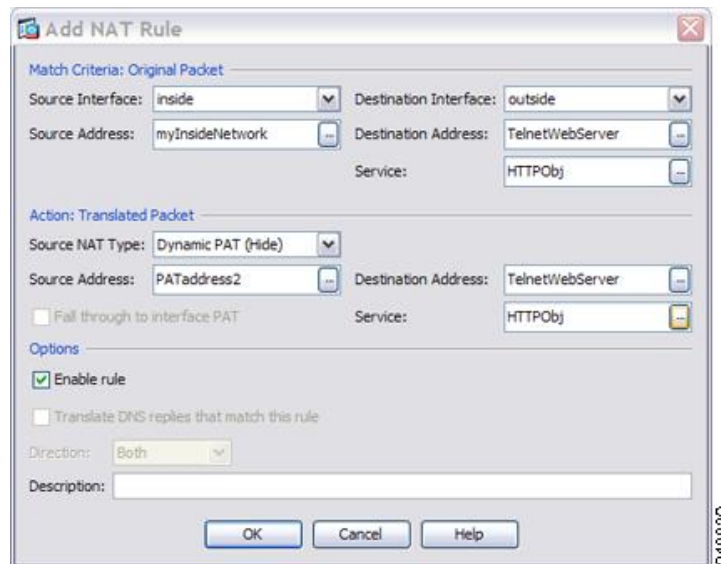 Add NAT Rule
Match Criteria: Original Packet
Source Interface: inside Destination Interface: outside
Source Address: myInsideNetwork ... Destination Address: TelnetWebServer ...
Service: HTTPObj ...
Action: Translated Packet
Source NAT Type: Dynamic PAT (Hide)
Source Address: PATaddress2 ... Destination Address: TelnetWebServer ...
Fall through to interface PAT Service: HTTPObj ...
Options
Enable rule
Translate DNS replies that match this rule
Direction: Both
Description:
OK Cancel Help